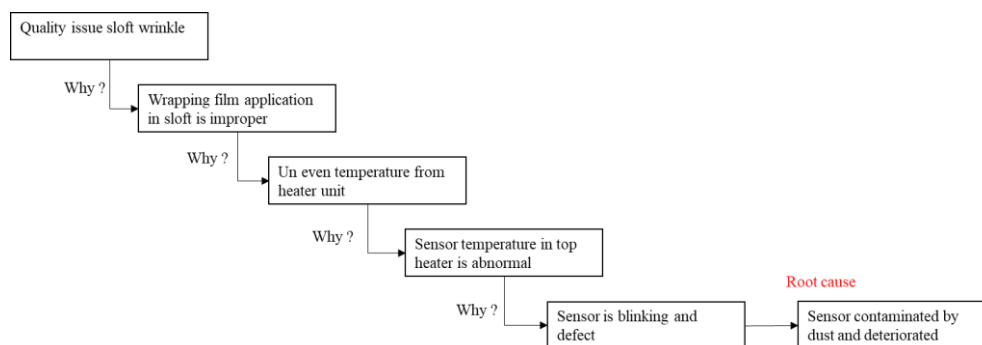 Quality issue sloft wrinkle
Why ?
Wrapping film application
in sloft is improper
Why ?
Un even temperature from
heater unit
Why ?
Sensor temperature in top
heater is abnormal
Why ?
Sensor is blinking and
defect
Root cause
Sensor contaminated by
dust and deteriorated